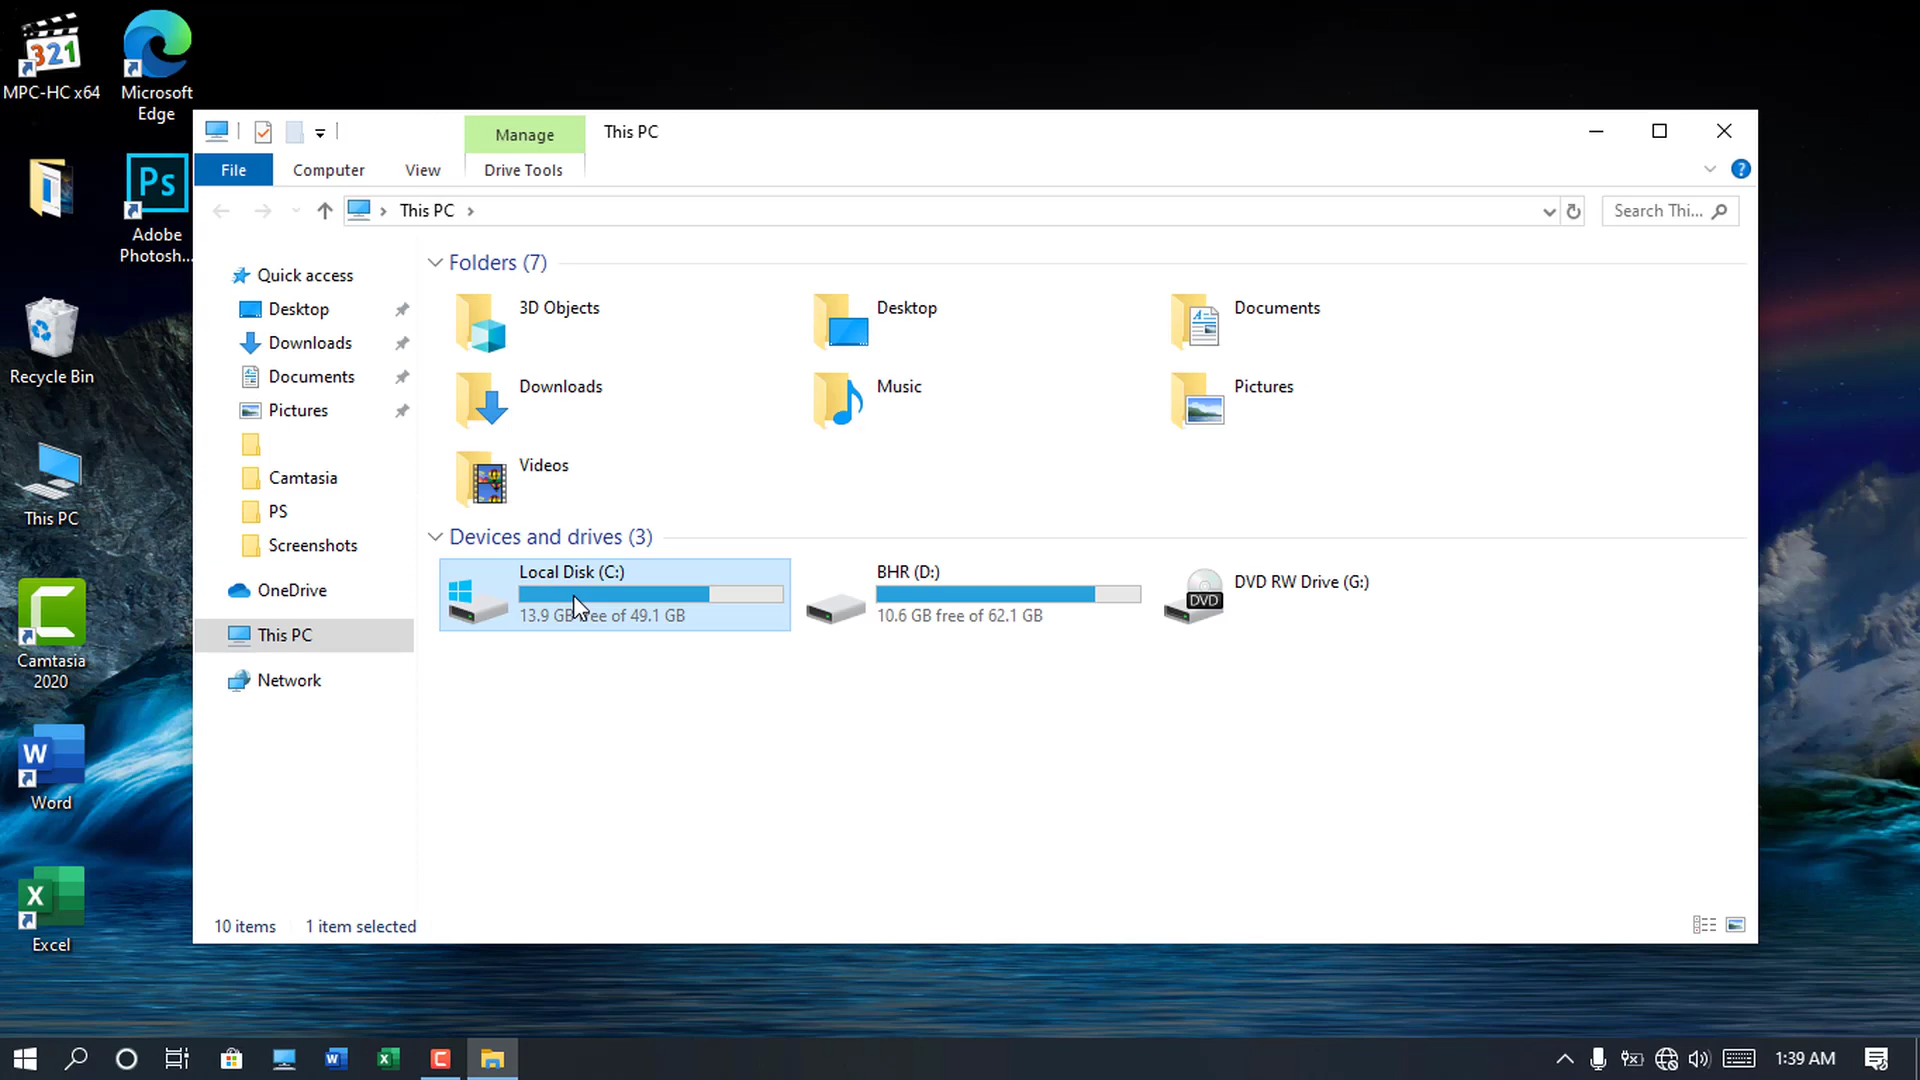 321
MPC-HC x64
Microsoft
Edge
Ps
Adobe
Photosh...
Recycle Bin
This PC
Camtasia
2020
W
Word
X
Excel
Manage
This PC
File
Computer
View
Drive Tools
?
This PC
Search Thi...
Quick access
Desktop
Downloads
Documents
Pictures
Camtasia
PS
Screenshots
OneDrive
This PC
Network
Folders (7)
3D Objects
Desktop
Documents
Downloads
Music
Pictures
Videos
Devices and drives (3)
Local Disk (C:)
13.9 GB free of 49.1 GB
BHR (D:)
10.6 GB free of 62.1 GB
DVD
DVD RW Drive (G:)
10 items
1 item selected
1:39 AM